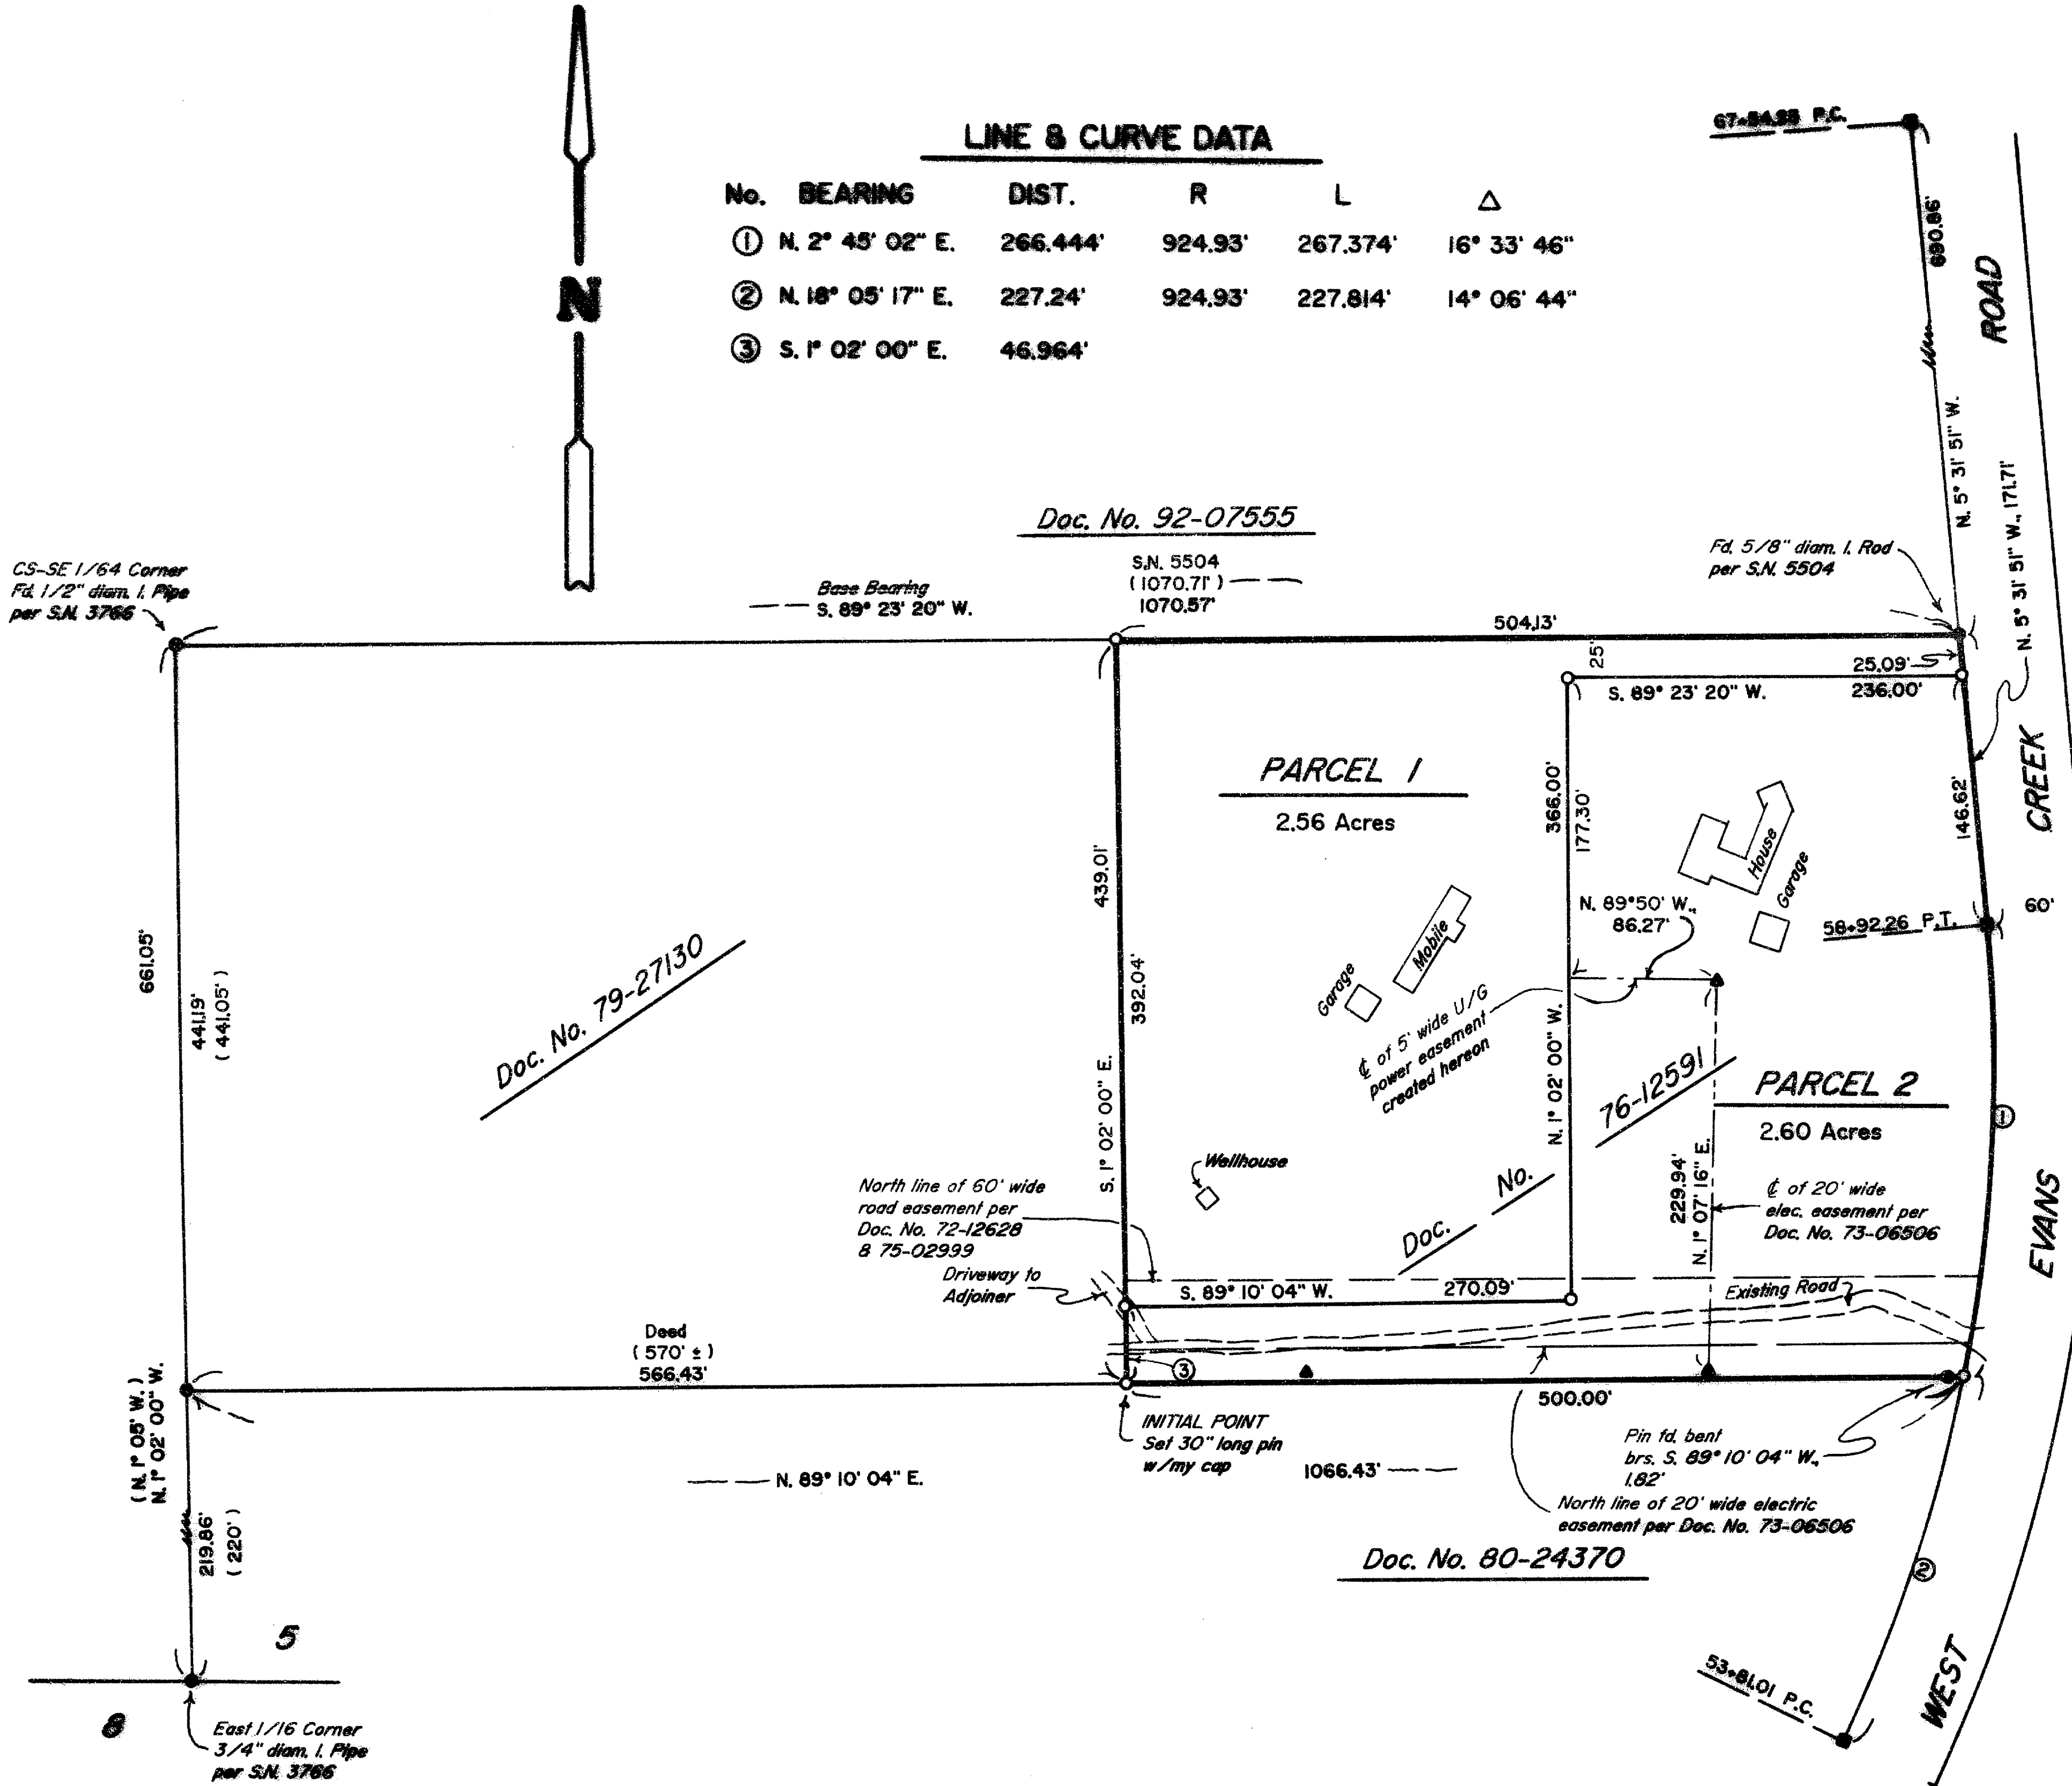 LINE & CURVE DATA
No. BEARING DIST. R L △
① N. 2° 45' 02" E. 266.444' 924.93' 267.374' 16° 33' 46"
② N. 18° 05' 17" E. 227.24' 924.93' 227.814' 14° 06' 44"
③ S. 1° 02' 00" E. 46.964'
N
P.C.
690.86'
N. 5° 31' 51" W.
N. 5° 31' 51" W., 171.71'
ROAD
CREEK
EVANS
WEST
Doc. No. 92-07555
S.N. 5504
( 1070.71' )
1070.57'
Base Bearing
S. 89° 23' 20" W.
CS-SE 1/64 Corner
Fd. 1/2" diam. I. Pipe
per S.N. 3766
Fd. 5/8" diam. I. Rod
per S.N. 5504
504.13'
25'
25.09'
S. 89° 23' 20" W.
236.00'
PARCEL 1
2.56 Acres
366.00'
177.30'
146.62'
House
Garage
60'
58+92.26 P.T.
N. 89°50' W.,
86.27'
Mobile
Garage
439.01'
392.04'
S. 1° 02' 00" E.
661.05'
441.19'
( 441.05' )
Doc. No. 79-27130
₵ of 5' wide U/G
power easement
created hereon
N. 1° 02' 00" W.
Doc. No. 76-12591
PARCEL 2
2.60 Acres
①
229.94'
N. 1° 07' 16" E.
₵ of 20' wide
elec. easement per
Doc. No. 73-06506
Wellhouse
North line of 60' wide
road easement per
Doc. No. 72-12628
& 75-02999
Driveway to
Adjoiner
S. 89° 10' 04" W.
270.09'
Existing Road
Deed
( 570' ± )
566.43'
③
500.00'
INITIAL POINT
Set 30" long pin
w/my cap
Pin fd. bent
brs. S. 89° 10' 04" W.,
1.82'
N. 89° 10' 04" E.
1066.43'
North line of 20' wide electric
easement per Doc. No. 73-06506
Doc. No. 80-24370
( N. 1° 05' W. )
N. 1° 02' 00" W.
219.86'
( 220' )
②
53+81.01 P.C.
5
8
East 1/16 Corner
3/4" diam. I. Pipe
per S.N. 3766